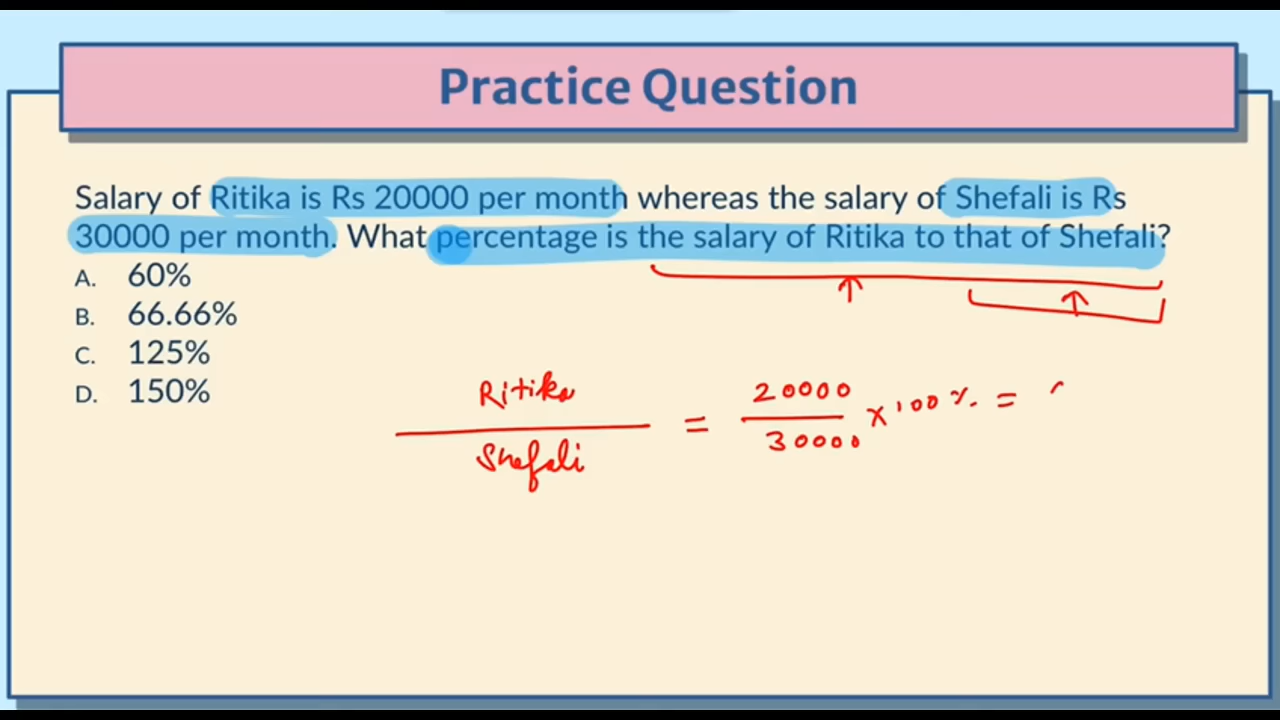 Practice Question
Salary of Ritika is Rs 20000 per month whereas the salary of Shefali is Rs
30000 per month. What percentage is the salary of Ritika to that of Shefali?
A. 60%
B. 66.66%
C. 125%
D. 150%
Ritika
Shefali
=
20000
30000
×100% =